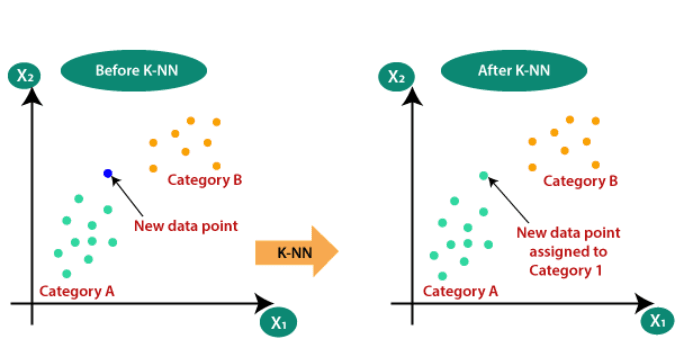 X₂
Before K-NN
Category B
New data point
Category A
X₁
K-NN
X₂
After K-NN
Category B
New data point
assigned to
Category 1
Category A
X₁